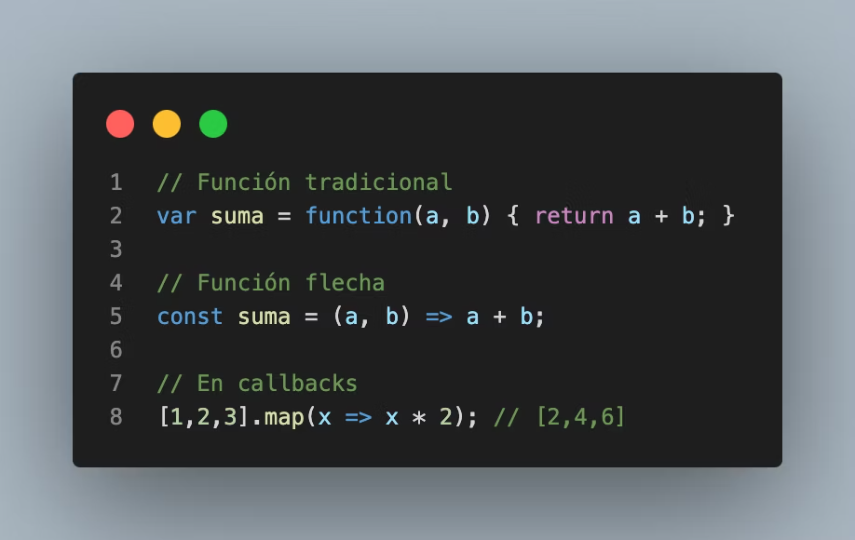 1 // Función tradicional
2 var suma = function(a, b) { return a + b; }
3
4 // Función flecha
5 const suma = (a, b) => a + b;
6
7 // En callbacks
8 [1,2,3].map(x => x * 2); // [2,4,6]